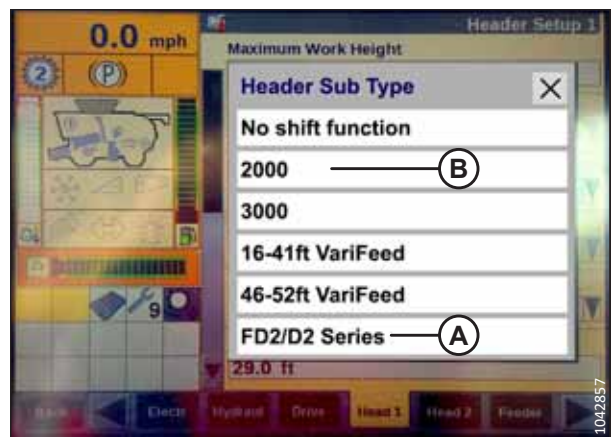 0.0 mph
Header Setup 1
Maximum Work Height
2
P
Header Sub Type
No shift function
2000
B
3000
16-41ft VariFeed
46-52ft VariFeed
FD2/D2 Series
A
9
29.0 ft
Back
Electr
Hydraul
Drive
Head 1
Head 2
Feeder
1042857